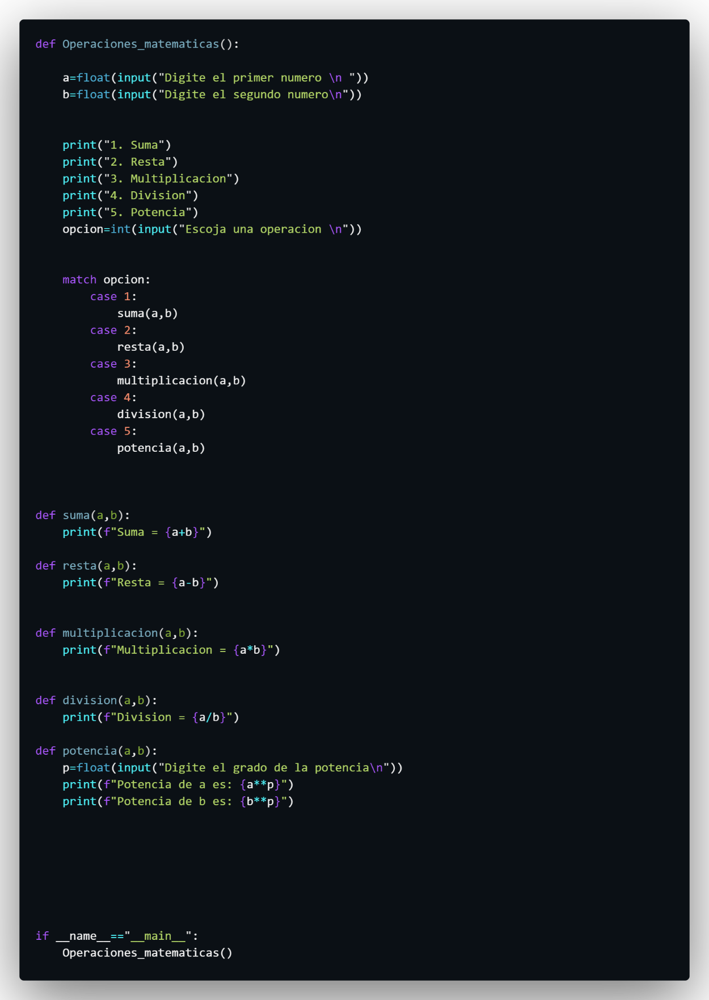 def Operaciones_matematicas():
    a=float(input("Digite el primer numero \n "))
    b=float(input("Digite el segundo numero\n"))
    print("1. Suma")
    print("2. Resta")
    print("3. Multiplicacion")
    print("4. Division")
    print("5. Potencia")
    opcion=int(input("Escoja una operacion \n"))
    match opcion:
        case 1:
            suma(a,b)
        case 2:
            resta(a,b)
        case 3:
            multiplicacion(a,b)
        case 4:
            division(a,b)
        case 5:
            potencia(a,b)
def suma(a,b):
    print(f"Suma = {a+b}")
def resta(a,b):
    print(f"Resta = {a-b}")
def multiplicacion(a,b):
    print(f"Multiplicacion = {a*b}")
def division(a,b):
    print(f"Division = {a/b}")
def potencia(a,b):
    p=float(input("Digite el grado de la potencia\n"))
    print(f"Potencia de a es: {a**p}")
    print(f"Potencia de b es: {b**p}")
if __name__=="__main__":
    Operaciones_matematicas()